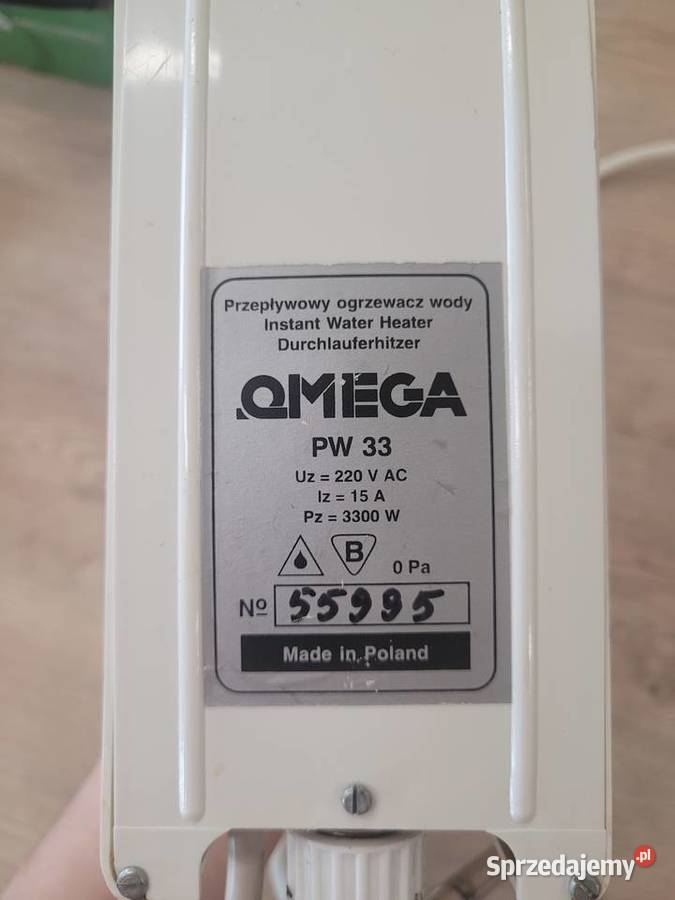 Przepływowy ogrzewacz wody
Instant Water Heater
Durchlauferhitzer
OMEGA
PW 33
Uz = 220 V AC
Iz = 15 A
Pz = 3300 W
B
0 Pa
Nº 55995
Made in Poland
Sprzedajemy.pl